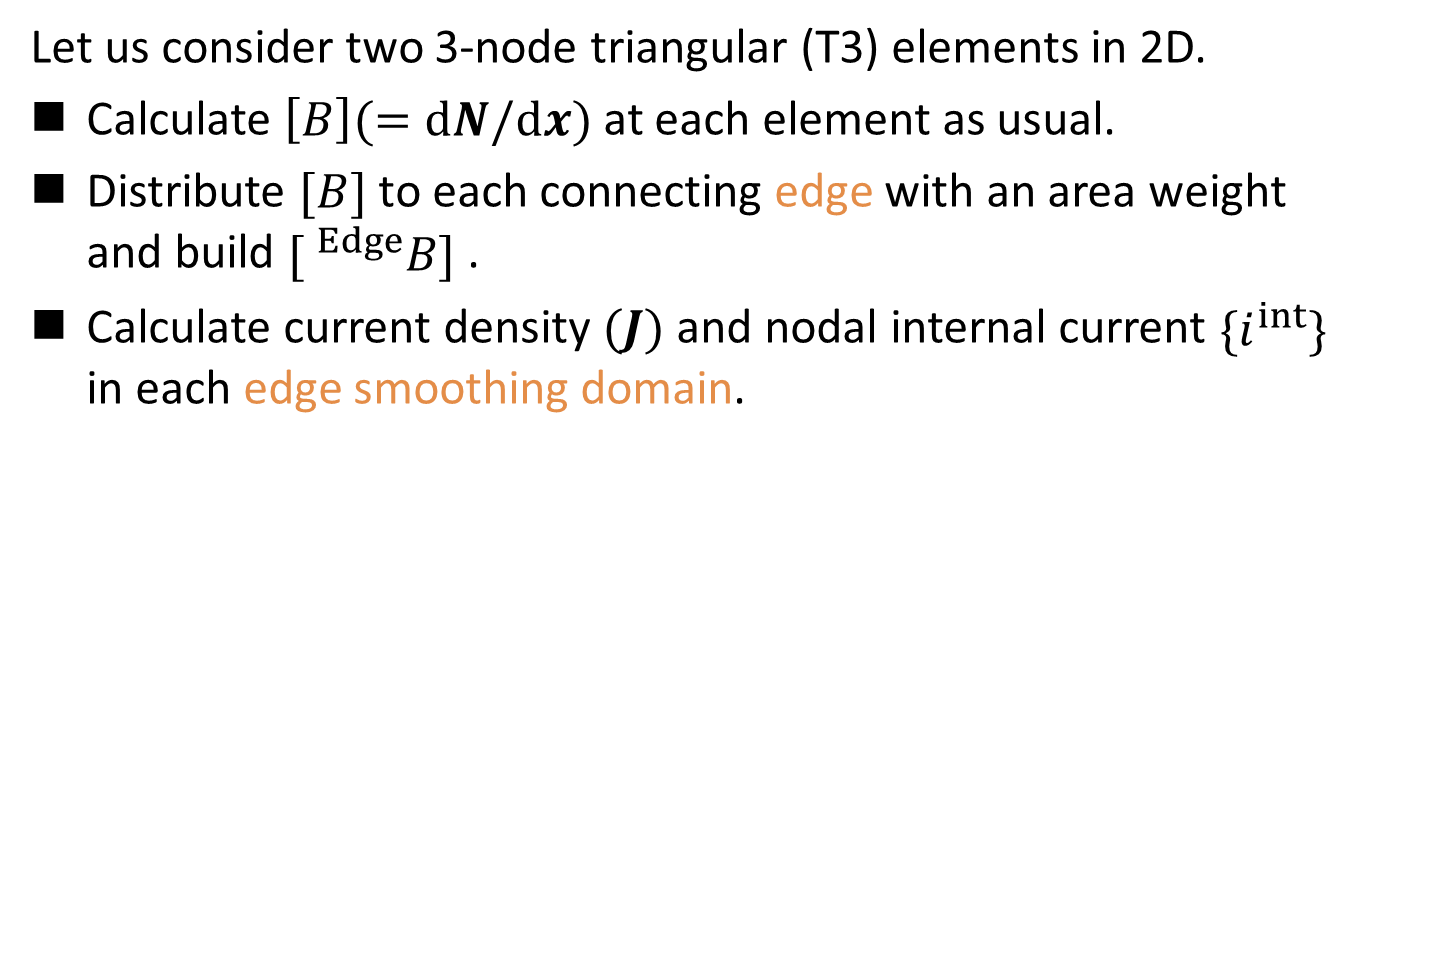 Let us consider two 3-node triangular (T3) elements in 2D.
■ Calculate [B](= dN/dx) at each element as usual.
■ Distribute [B] to each connecting edge with an area weight
and build [ ᴱᵈᵍᵉB] .
■ Calculate current density (J) and nodal internal current {i^int}
in each edge smoothing domain.